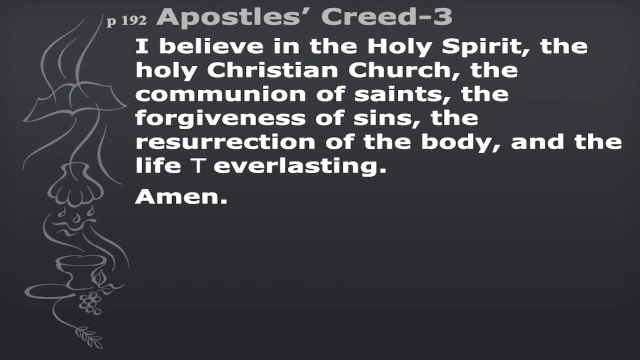 p 192 Apostles’ Creed-3
I believe in the Holy Spirit, the
holy Christian Church, the
communion of saints, the
forgiveness of sins, the
resurrection of the body, and the
life T everlasting.
Amen.